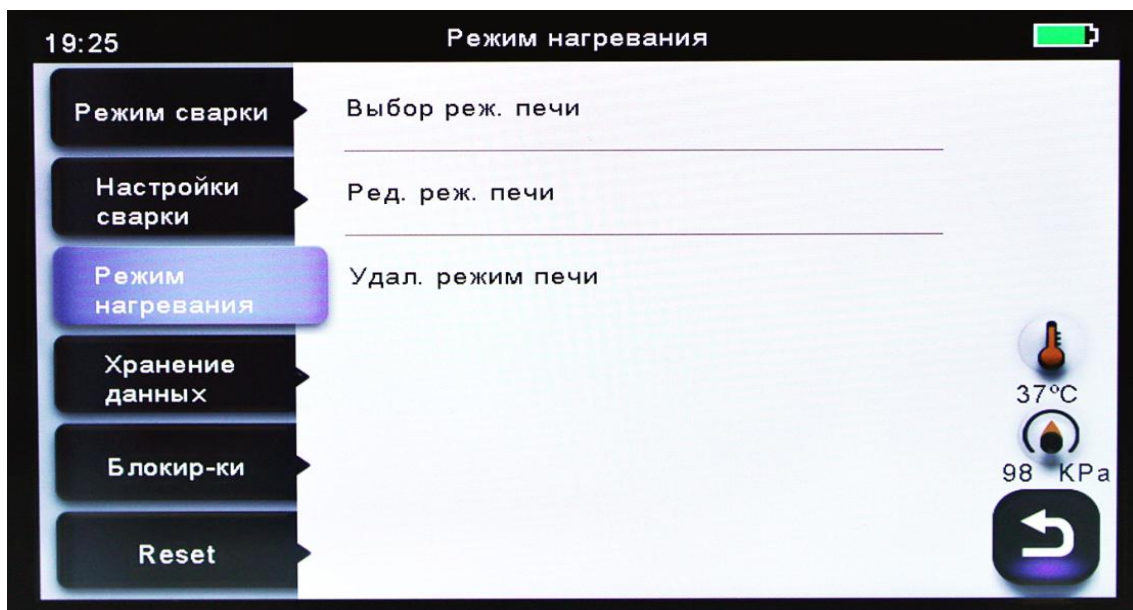 19:25
Режим нагревания
Режим сварки
Настройки
сварки
Режим
нагревания
Хранение
данных
Блокир-ки
Reset
Выбор реж. печи
Ред. реж. печи
Удал. режим печи
37°C
98 KPa